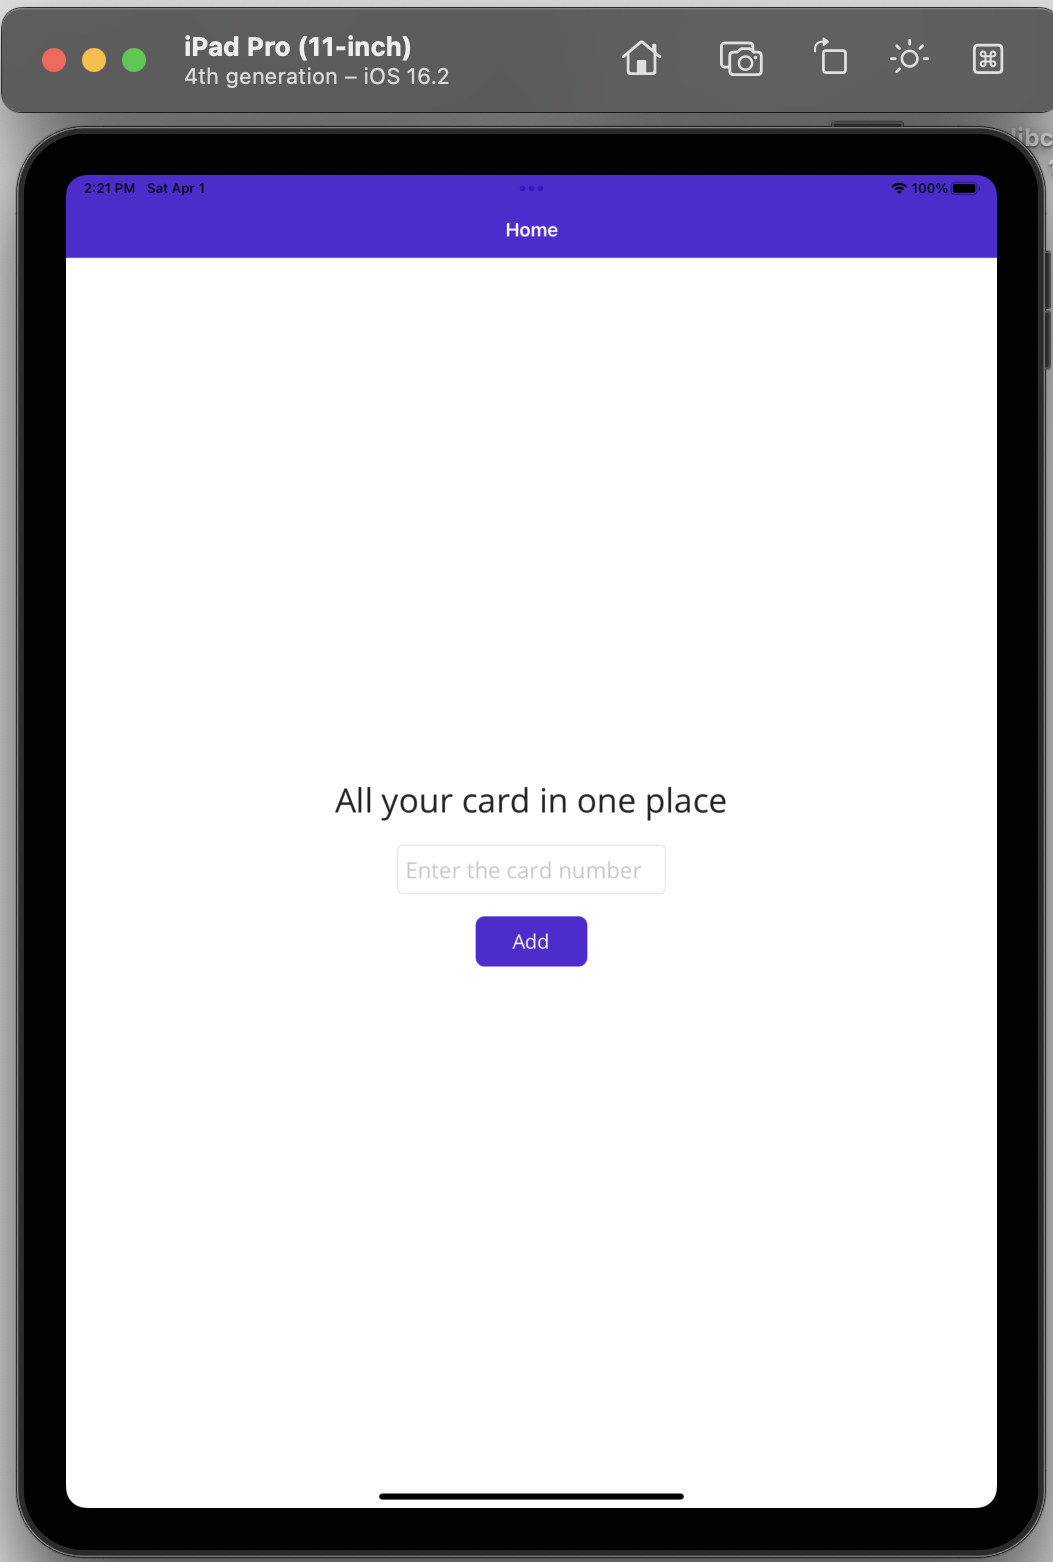 iPad Pro (11-inch)
4th generation – iOS 16.2
2:21 PM Sat Apr 1
100%
Home
All your card in one place
Enter the card number
Add